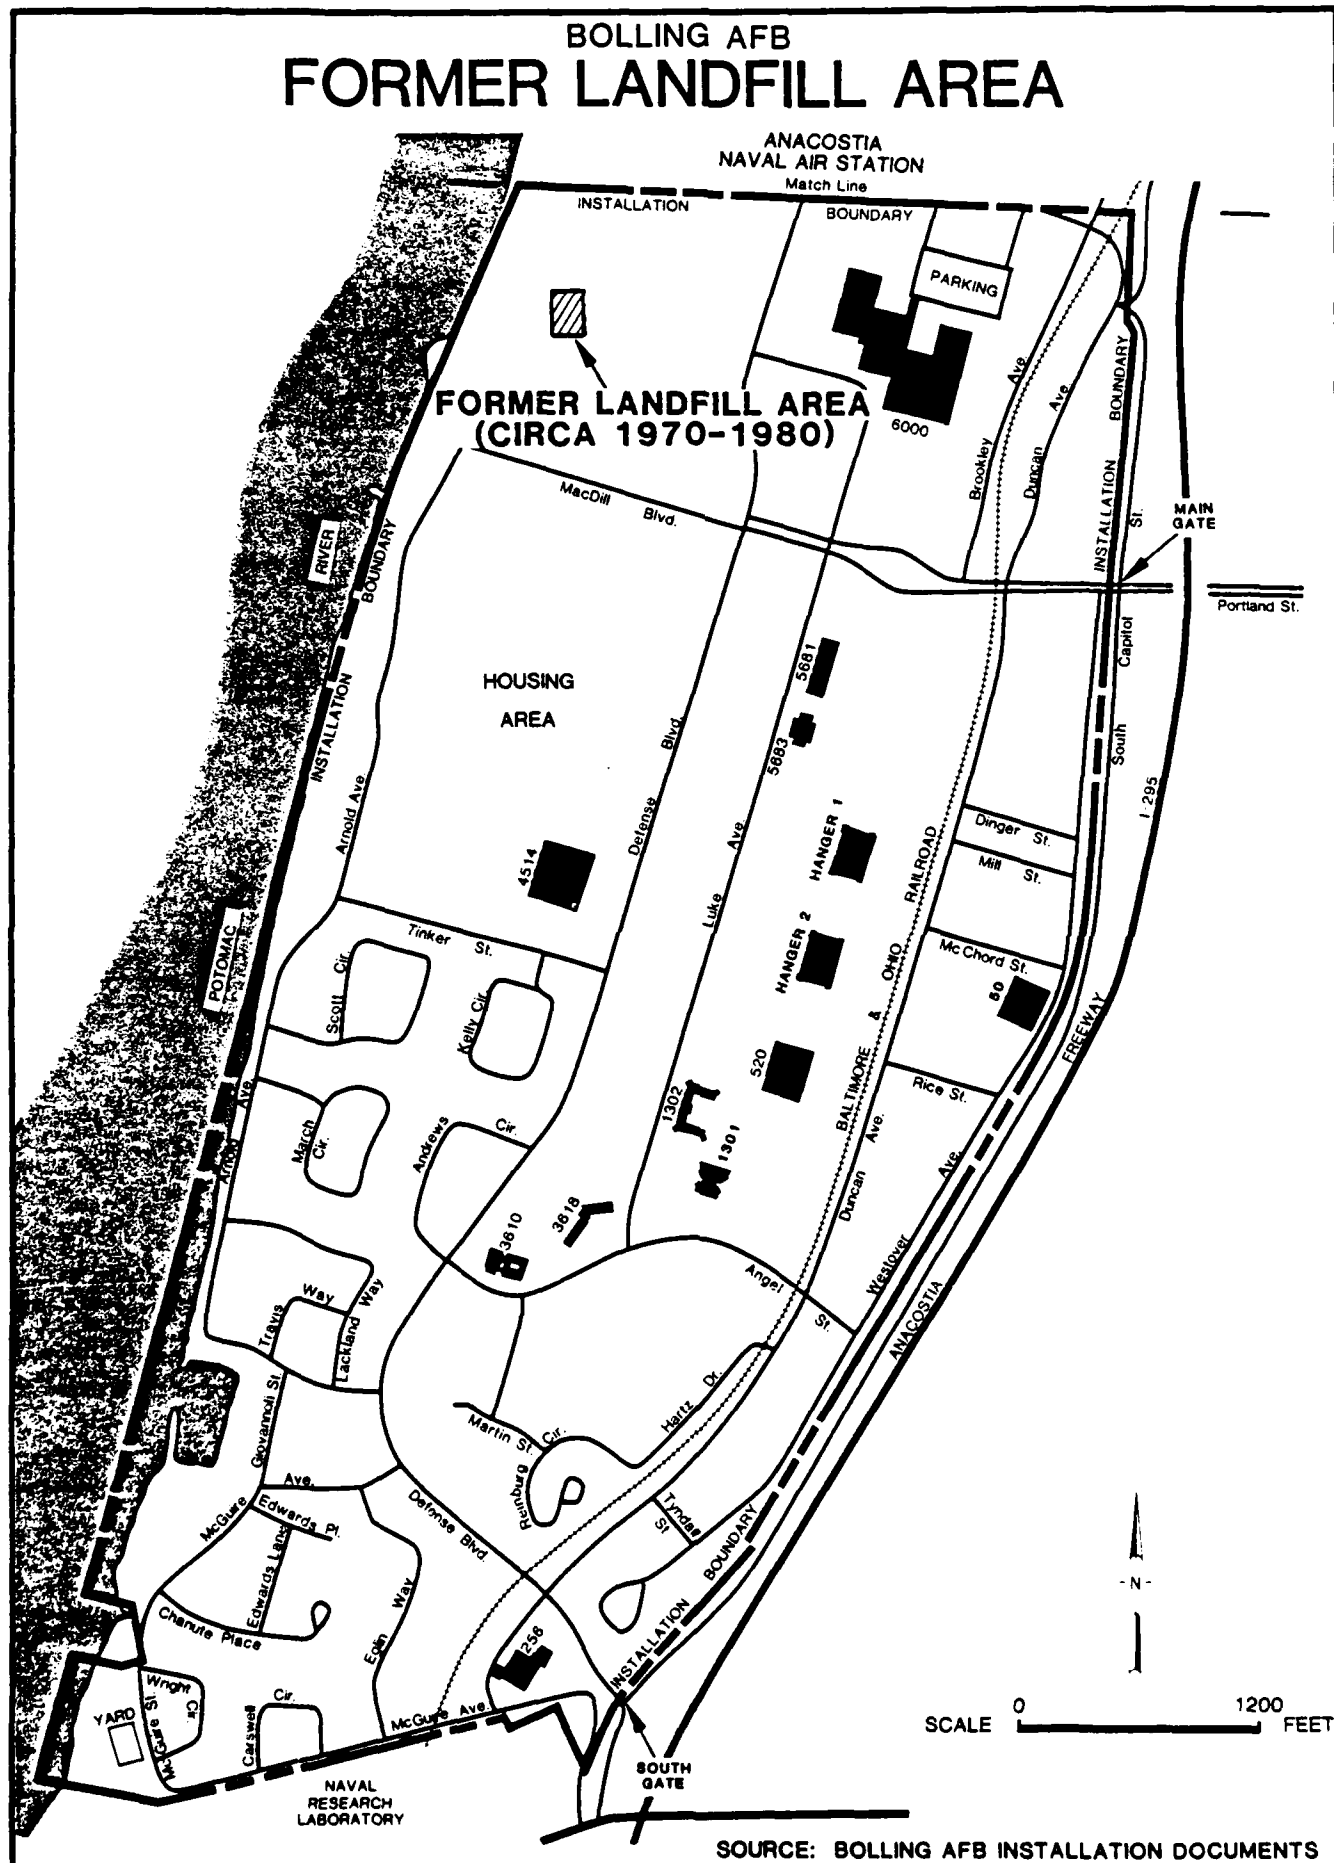 BOLLING AFB
FORMER LANDFILL AREA
ANACOSTIA
NAVAL AIR STATION
Match Line
INSTALLATION
BOUNDARY
PARKING
6000
FORMER LANDFILL AREA
(CIRCA 1970-1980)
Brookley
Ave.
Duncan
Ave.
INSTALLATION
BOUNDARY
MAIN
GATE
MacDill
Blvd.
RIVER
INSTALLATION
BOUNDARY
Portland St.
South
Capitol
St.
HOUSING
AREA
5681
5683
Defense
Blvd.
Luke
Ave.
Arnold Ave.
4514
HANGER 1
HANGER 2
Dinger St.
Mill St.
I-295
POTOMAC
Tinker St.
Mc Chord St.
50
Scott Cir.
Kelly Cir.
BALTIMORE & OHIO RAILROAD
FREEWAY
520
1302
1301
Rice St.
Arnold Ave.
March
Cir.
Andrews
Cir.
Duncan
Ave.
Westover
Ave.
3618
3610
Angel
St.
ANACOSTIA
Travis
Way
Lackland Way
Giovannoli St.
Martin St.
Cir.
Reinburg
Hartz Dr.
McGuire
Ave.
Edwards Pl.
Edwards Lane
Defense Blvd.
Tyndall
St
INSTALLATION
BOUNDARY
Chanute Place
Eglin Way
256
- N -
Wright
Cir.
YARD
McGuire St.
Carswell
Cir.
McGuire Ave.
SCALE
0
1200
FEET
SOUTH
GATE
NAVAL
RESEARCH
LABORATORY
SOURCE: BOLLING AFB INSTALLATION DOCUMENTS